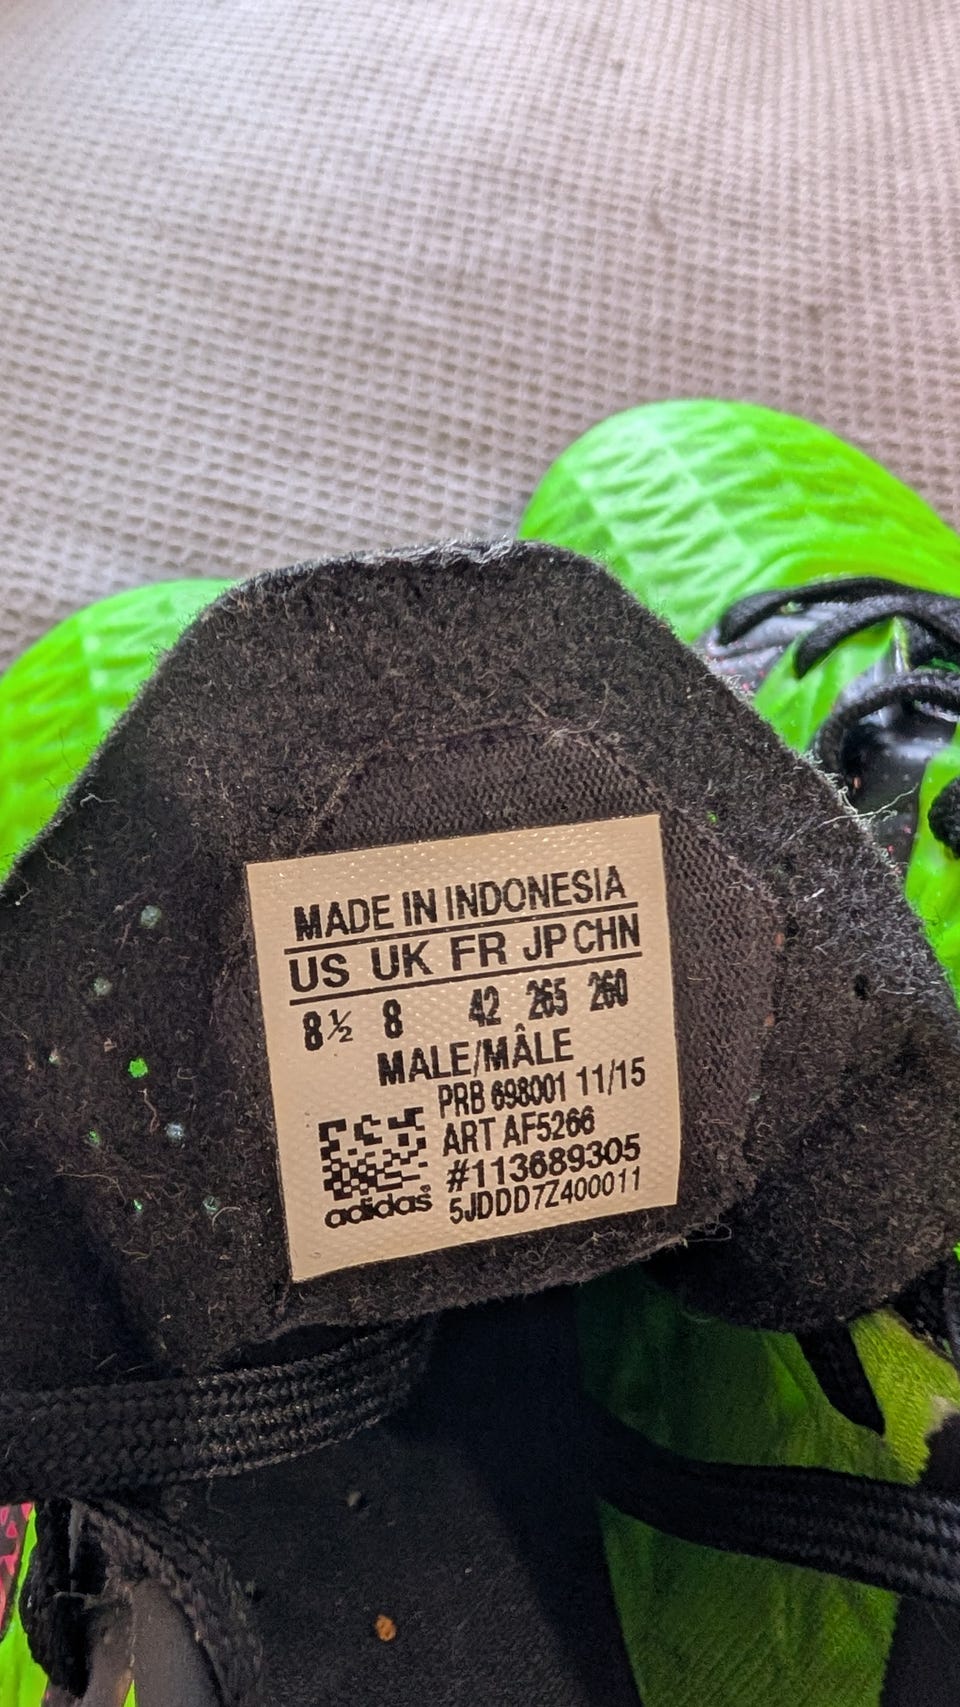 MADE IN INDONESIA
US UK FR JP CHN
8½ 8 42 265 260
MALE/MÂLE
PRB 698001 11/15
ART AF5266
#113689305
adidas® 5JDDD7Z400011